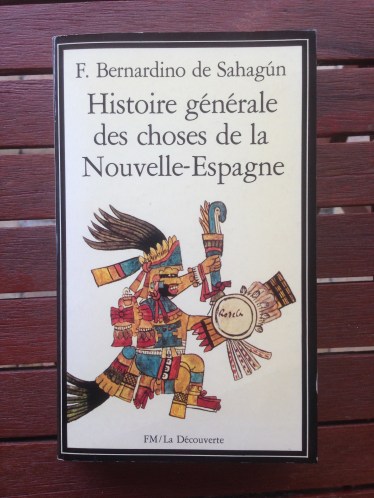 F. Bernardino de Sahagún
Histoire générale
des choses de la
Nouvelle-Espagne
FM/La Découverte